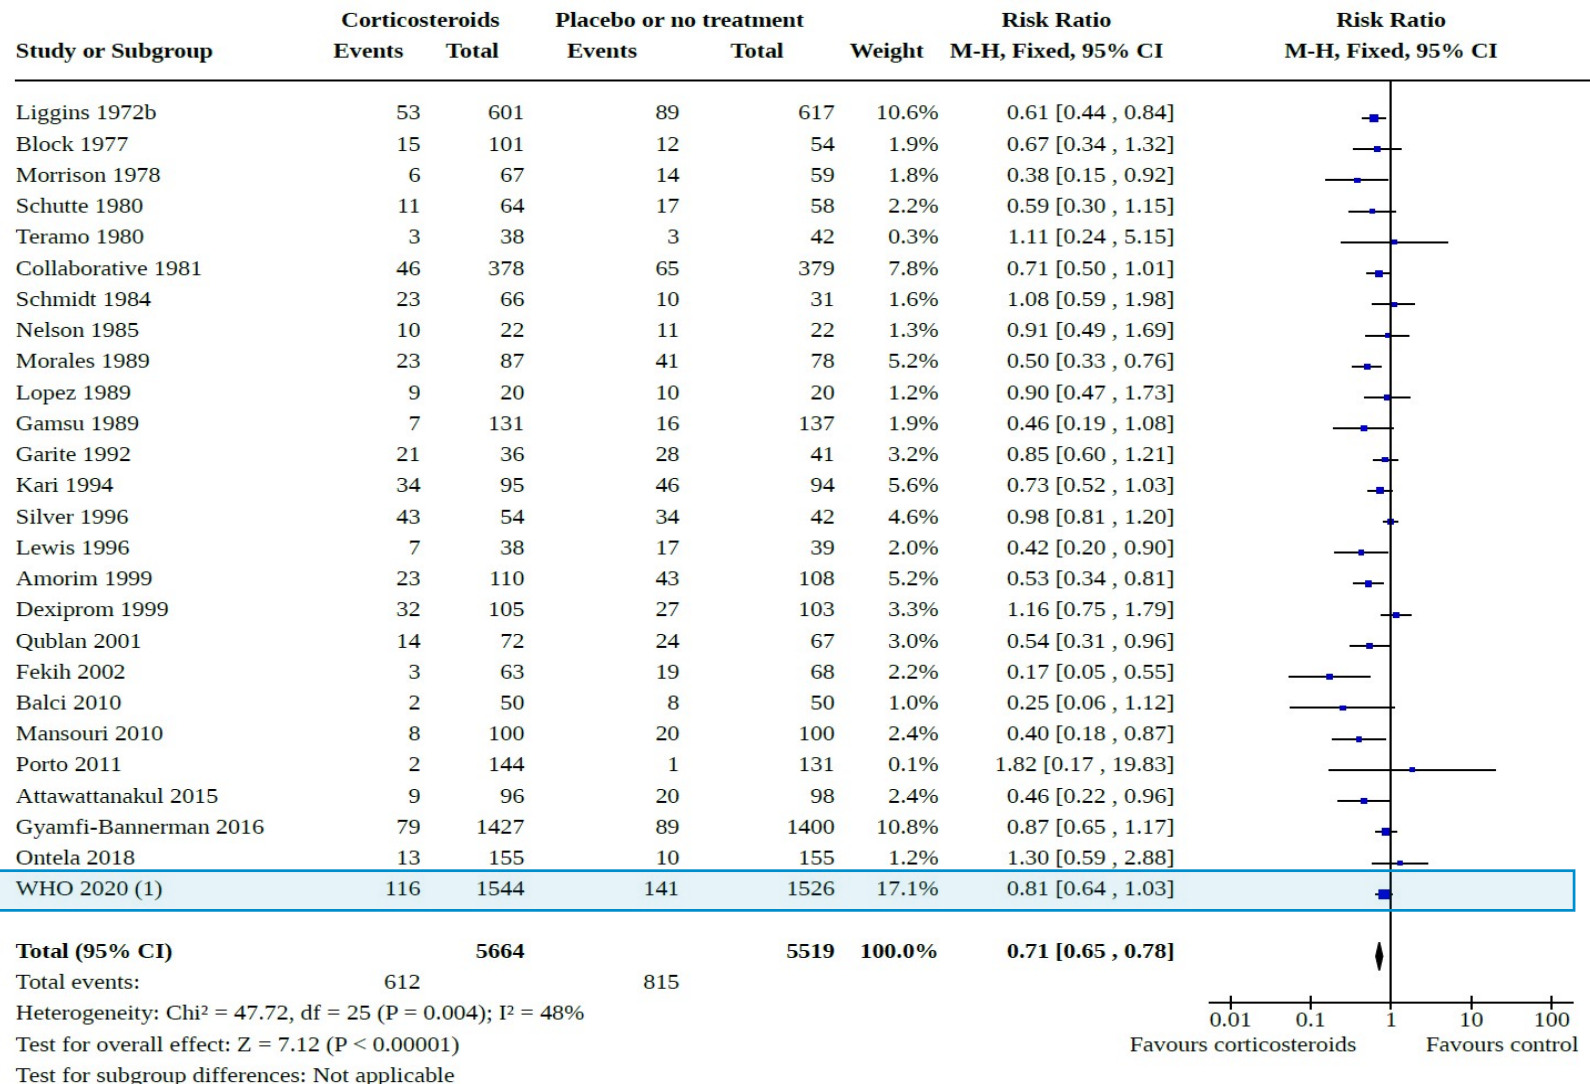 Corticosteroids Placebo or no treatment Risk Ratio Risk Ratio
Study or Subgroup Events Total Events Total Weight M-H, Fixed, 95% CI M-H, Fixed, 95% CI
Liggins 1972b 53 601 89 617 10.6% 0.61 [0.44 , 0.84]
Block 1977 15 101 12 54 1.9% 0.67 [0.34 , 1.32]
Morrison 1978 6 67 14 59 1.8% 0.38 [0.15 , 0.92]
Schutte 1980 11 64 17 58 2.2% 0.59 [0.30 , 1.15]
Teramo 1980 3 38 3 42 0.3% 1.11 [0.24 , 5.15]
Collaborative 1981 46 378 65 379 7.8% 0.71 [0.50 , 1.01]
Schmidt 1984 23 66 10 31 1.6% 1.08 [0.59 , 1.98]
Nelson 1985 10 22 11 22 1.3% 0.91 [0.49 , 1.69]
Morales 1989 23 87 41 78 5.2% 0.50 [0.33 , 0.76]
Lopez 1989 9 20 10 20 1.2% 0.90 [0.47 , 1.73]
Gamsu 1989 7 131 16 137 1.9% 0.46 [0.19 , 1.08]
Garite 1992 21 36 28 41 3.2% 0.85 [0.60 , 1.21]
Kari 1994 34 95 46 94 5.6% 0.73 [0.52 , 1.03]
Silver 1996 43 54 34 42 4.6% 0.98 [0.81 , 1.20]
Lewis 1996 7 38 17 39 2.0% 0.42 [0.20 , 0.90]
Amorim 1999 23 110 43 108 5.2% 0.53 [0.34 , 0.81]
Dexiprom 1999 32 105 27 103 3.3% 1.16 [0.75 , 1.79]
Qublan 2001 14 72 24 67 3.0% 0.54 [0.31 , 0.96]
Fekih 2002 3 63 19 68 2.2% 0.17 [0.05 , 0.55]
Balci 2010 2 50 8 50 1.0% 0.25 [0.06 , 1.12]
Mansouri 2010 8 100 20 100 2.4% 0.40 [0.18 , 0.87]
Porto 2011 2 144 1 131 0.1% 1.82 [0.17 , 19.83]
Attawattanakul 2015 9 96 20 98 2.4% 0.46 [0.22 , 0.96]
Gyamfi-Bannerman 2016 79 1427 89 1400 10.8% 0.87 [0.65 , 1.17]
Ontela 2018 13 155 10 155 1.2% 1.30 [0.59 , 2.88]
WHO 2020 (1) 116 1544 141 1526 17.1% 0.81 [0.64 , 1.03]
Total (95% CI) 5664 5519 100.0% 0.71 [0.65 , 0.78]
Total events: 612 815
Heterogeneity: Chi² = 47.72, df = 25 (P = 0.004); I² = 48%
Test for overall effect: Z = 7.12 (P < 0.00001)
Test for subgroup differences: Not applicable
0.01 0.1 1 10 100
Favours corticosteroids Favours control